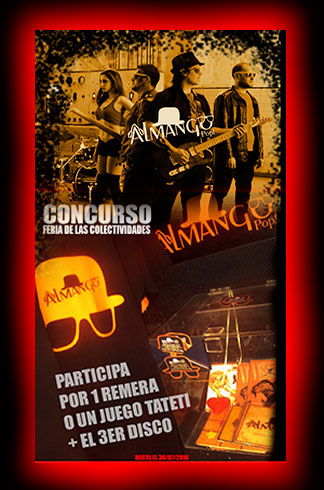 ALMANGO
Pop!
CONCURSO
FERIA DE LAS COLECTIVIDADES
ALMANGO
Pop!
ALMANGO
PARTICIPA
POR 1 REMERA
O UN JUEGO TATETI
+ EL 3ER DISCO